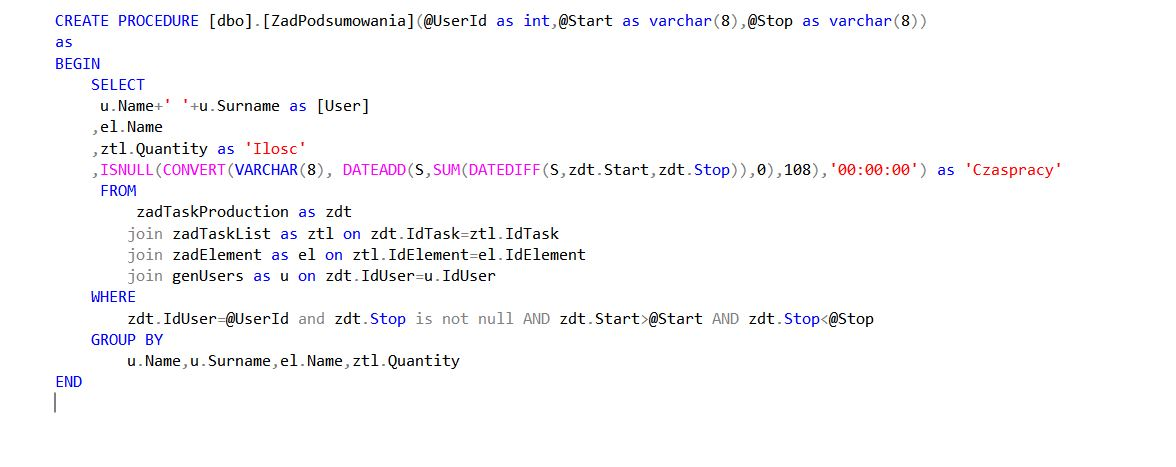 CREATE PROCEDURE [dbo].[ZadPodsumowania](@UserId as int,@Start as varchar(8),@Stop as varchar(8))
as
BEGIN
SELECT
u.Name+' '+u.Surname as [User]
,el.Name
,ztl.Quantity as 'Ilosc'
,ISNULL(CONVERT(VARCHAR(8), DATEADD(S,SUM(DATEDIFF(S,zdt.Start,zdt.Stop)),0),108),'00:00:00') as 'Czaspracy'
FROM
zadTaskProduction as zdt
join zadTaskList as ztl on zdt.IdTask=ztl.IdTask
join zadElement as el on ztl.IdElement=el.IdElement
join genUsers as u on zdt.IdUser=u.IdUser
WHERE
zdt.IdUser=@UserId and zdt.Stop is not null AND zdt.Start>@Start AND zdt.Stop<@Stop
GROUP BY
u.Name,u.Surname,el.Name,ztl.Quantity
END